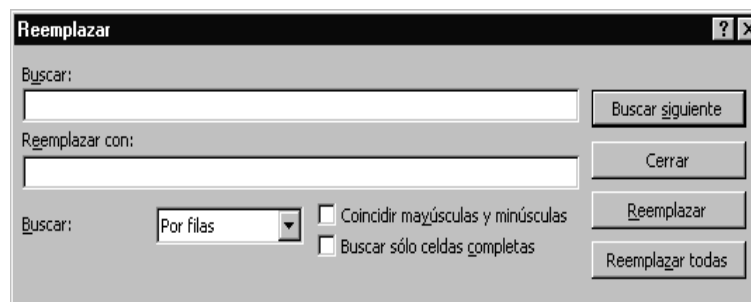 Reemplazar
Buscar:
Buscar siguiente
Reemplazar con:
Cerrar
Buscar:
Por filas
Coincidir mayúsculas y minúsculas
Reemplazar
Buscar sólo celdas completas
Reemplazar todas